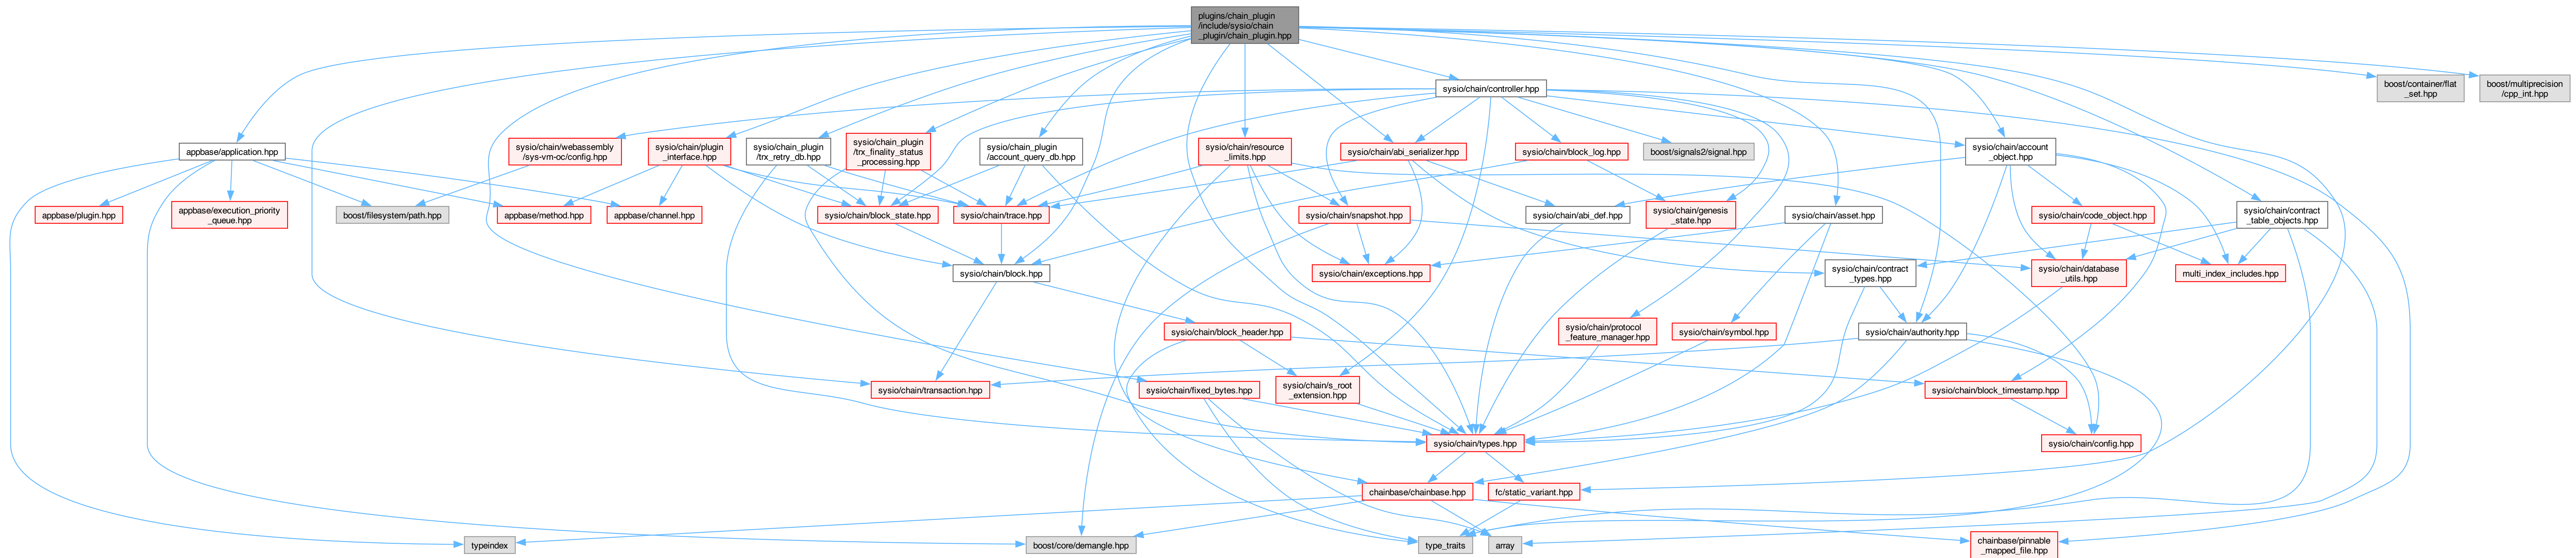 plugins/chain_plugin
/include/sysio/chain
_plugin/chain_plugin.hpp
sysio/chain/controller.hpp
boost/container/flat
_set.hpp
boost/multiprecision
/cpp_int.hpp
appbase/application.hpp
sysio/chain/webassembly
/sys-vm-oc/config.hpp
sysio/chain/plugin
_interface.hpp
sysio/chain_plugin
/trx_retry_db.hpp
sysio/chain_plugin
/trx_finality_status
_processing.hpp
sysio/chain_plugin
/account_query_db.hpp
sysio/chain/resource
_limits.hpp
sysio/chain/abi_serializer.hpp
sysio/chain/block_log.hpp
boost/signals2/signal.hpp
sysio/chain/account
_object.hpp
appbase/plugin.hpp
appbase/execution_priority
_queue.hpp
boost/filesystem/path.hpp
appbase/method.hpp
appbase/channel.hpp
sysio/chain/block_state.hpp
sysio/chain/trace.hpp
sysio/chain/snapshot.hpp
sysio/chain/abi_def.hpp
sysio/chain/genesis
_state.hpp
sysio/chain/asset.hpp
sysio/chain/code_object.hpp
sysio/chain/contract
_table_objects.hpp
sysio/chain/block.hpp
sysio/chain/exceptions.hpp
sysio/chain/contract
_types.hpp
sysio/chain/database
_utils.hpp
multi_index_includes.hpp
sysio/chain/block_header.hpp
sysio/chain/protocol
_feature_manager.hpp
sysio/chain/symbol.hpp
sysio/chain/authority.hpp
sysio/chain/transaction.hpp
sysio/chain/fixed_bytes.hpp
sysio/chain/s_root
_extension.hpp
sysio/chain/block_timestamp.hpp
sysio/chain/types.hpp
sysio/chain/config.hpp
chainbase/chainbase.hpp
fc/static_variant.hpp
typeindex
boost/core/demangle.hpp
type_traits
array
chainbase/pinnable
_mapped_file.hpp